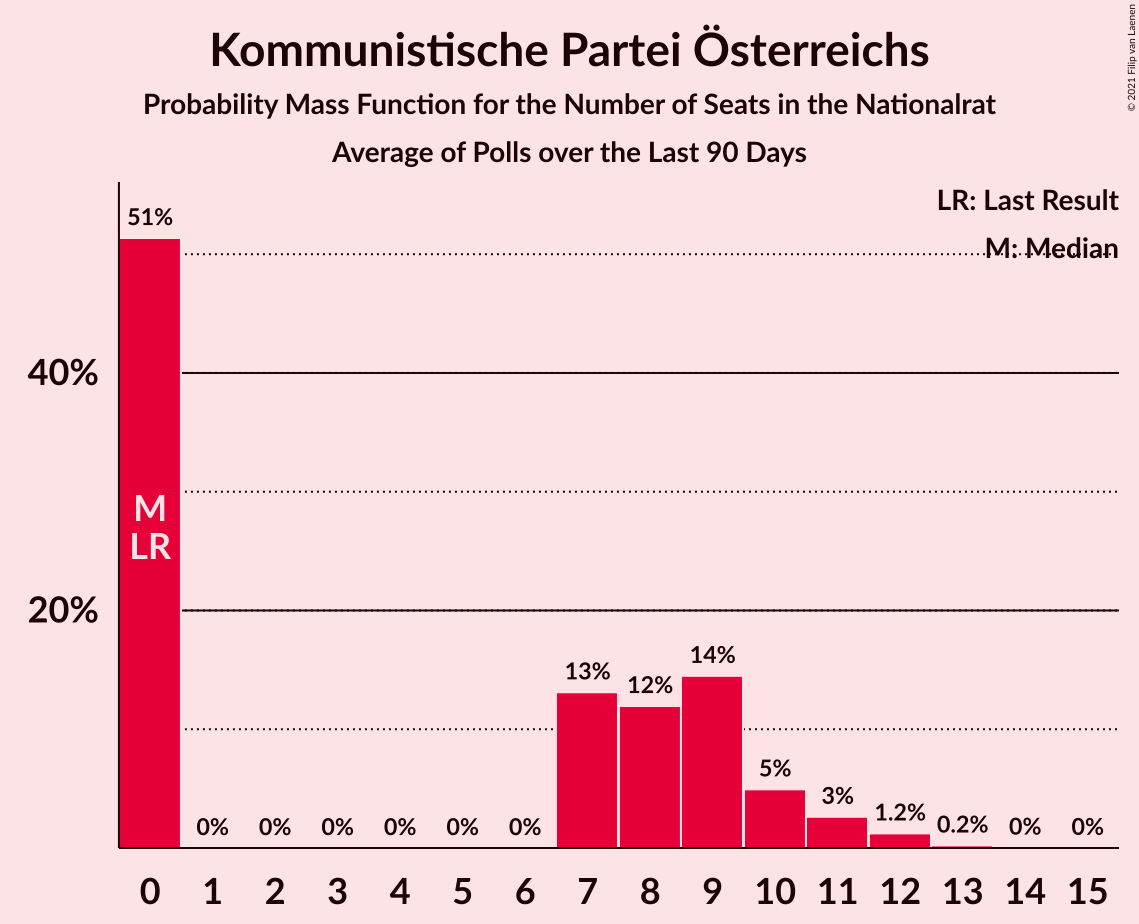 Kommunistische Partei Österreichs
Probability Mass Function for the Number of Seats in the Nationalrat
Average of Polls over the Last 90 Days
© 2021 Filip van Laenen
LR: Last Result
M: Median
51%
40%
20%
M
LR
0% 0% 0% 0% 0% 0% 13% 12% 14% 5% 3% 1.2% 0.2% 0% 0%
0 1 2 3 4 5 6 7 8 9 10 11 12 13 14 15